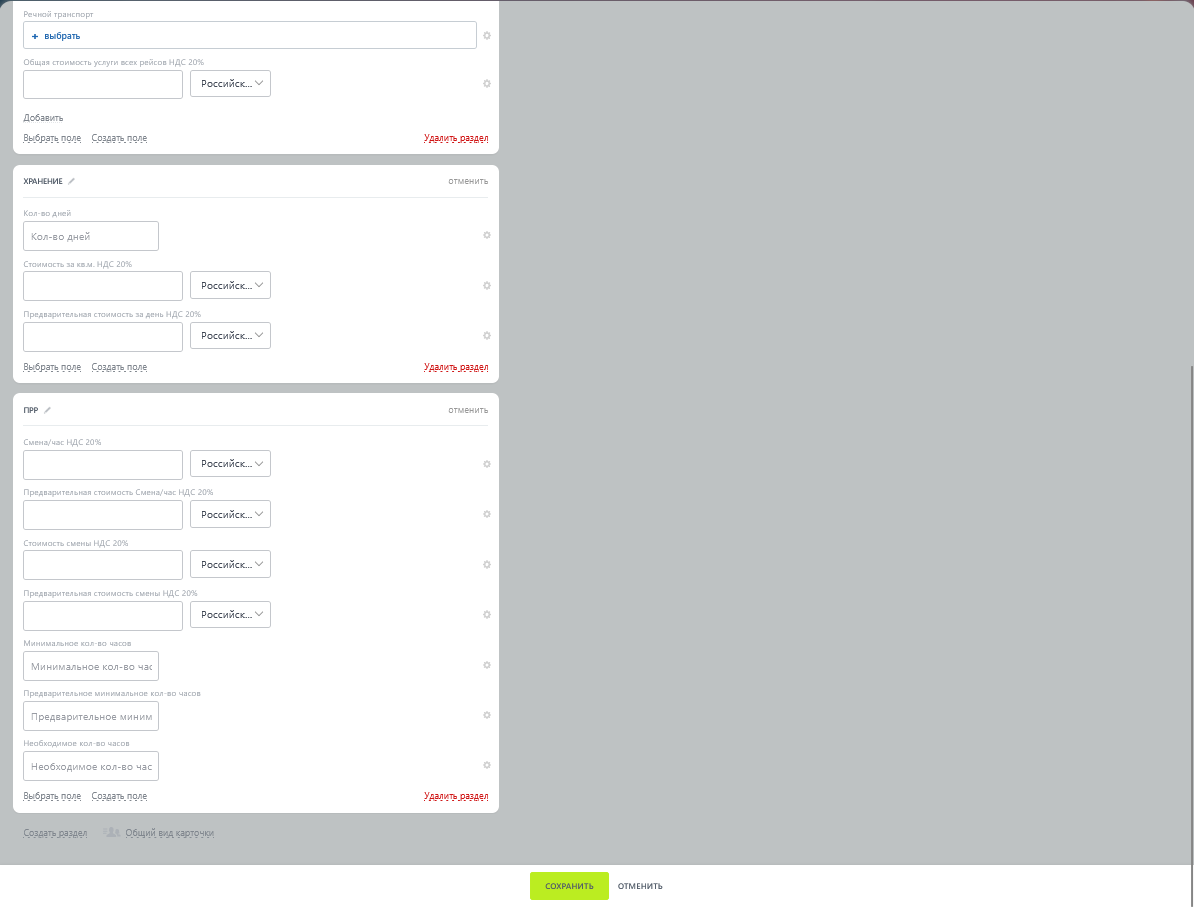 Речной транспорт
+ выбрать
Общая стоимость услуги всех рейсов НДС 20%
Российск...
Добавить
Выбрать поле Создать поле Удалить раздел
ХРАНЕНИЕ отменить
Кол-во дней
Кол-во дней
Стоимость за кв.м. НДС 20%
Российск...
Предварительная стоимость за день НДС 20%
Российск...
Выбрать поле Создать поле Удалить раздел
ПРР отменить
Смена/час НДС 20%
Российск...
Предварительная стоимость Смена/час НДС 20%
Российск...
Стоимость смены НДС 20%
Российск...
Предварительная стоимость смены НДС 20%
Российск...
Минимальное кол-во часов
Минимальное кол-во час
Предварительное минимальное кол-во часов
Предварительное миним
Необходимое кол-во часов
Необходимое кол-во час
Выбрать поле Создать поле Удалить раздел
Создать раздел Общий вид карточки
СОХРАНИТЬ ОТМЕНИТЬ